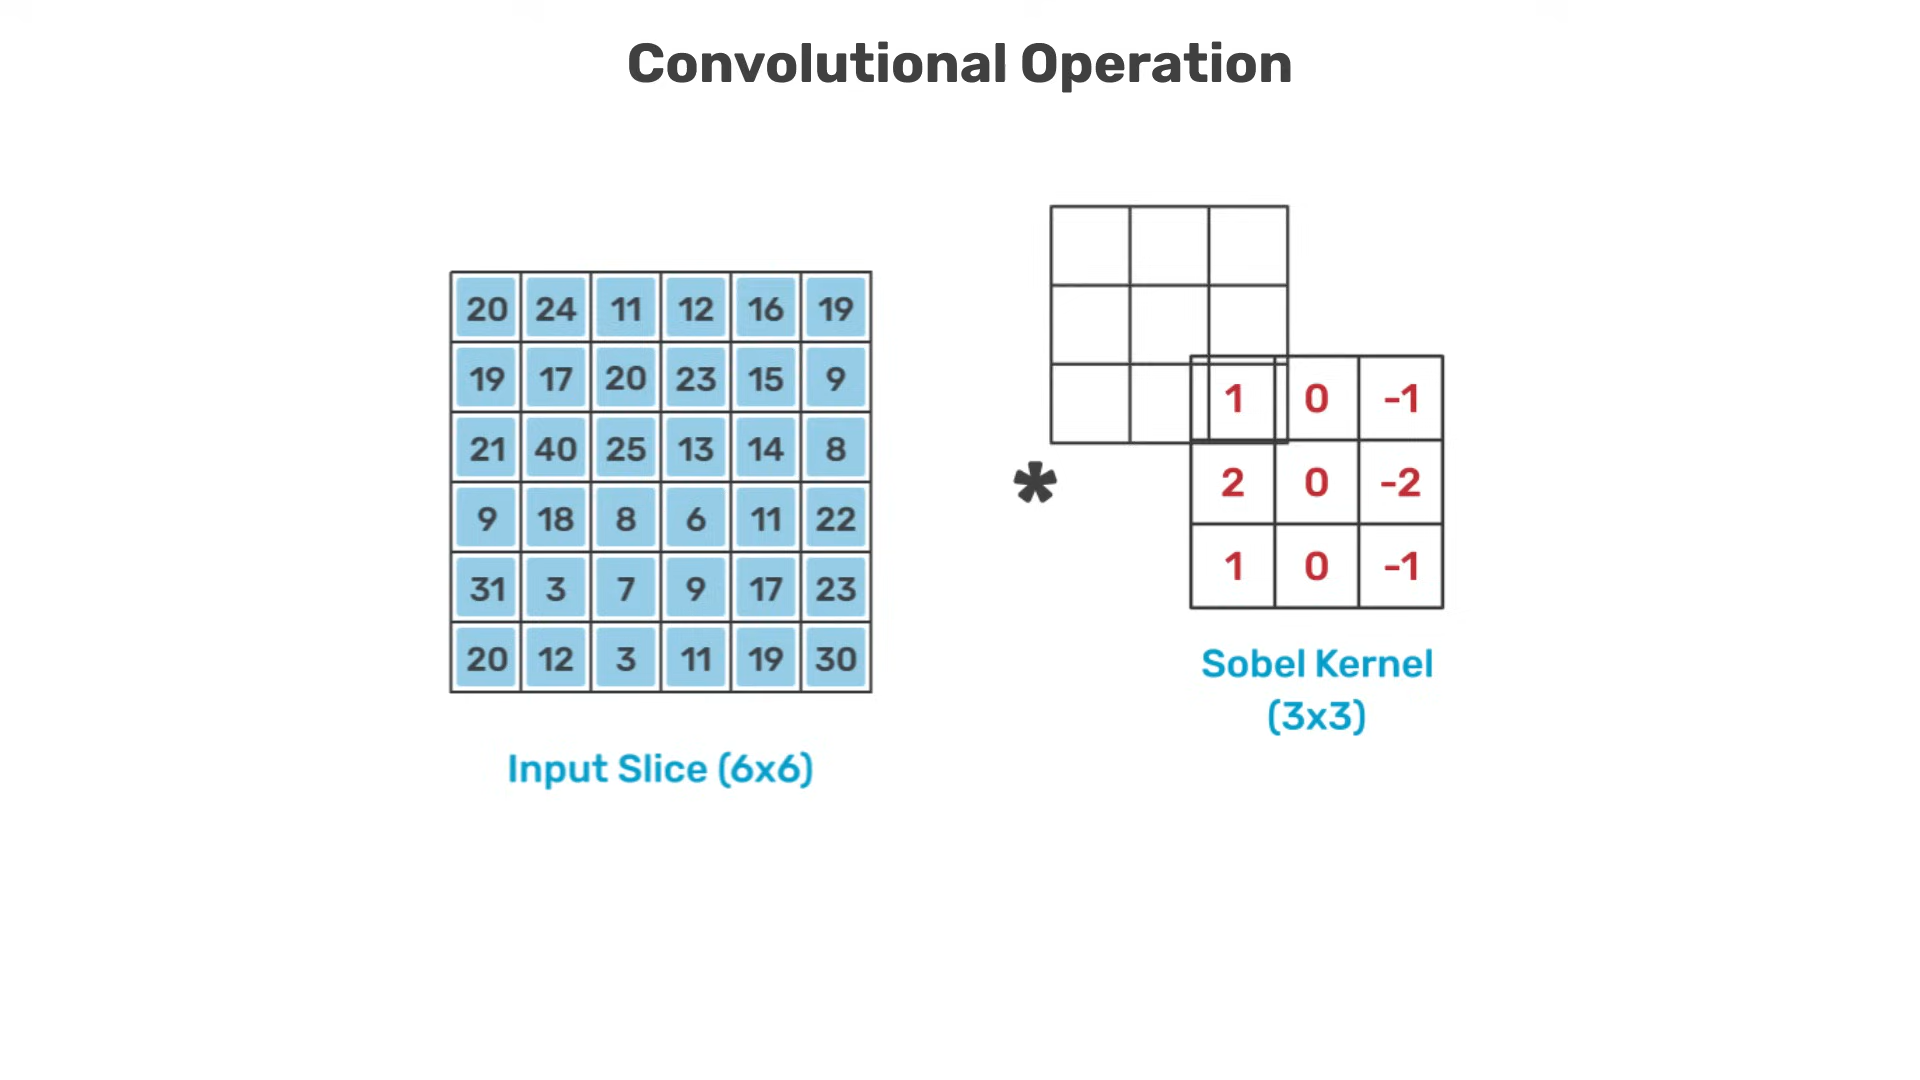 Convolutional Operation
20 24 11 12 16 19
19 17 20 23 15 9
21 40 25 13 14 8
9 18 8 6 11 22
31 3 7 9 17 23
20 12 3 11 19 30
Input Slice (6x6)
*
1 0 -1
2 0 -2
1 0 -1
Sobel Kernel
(3x3)